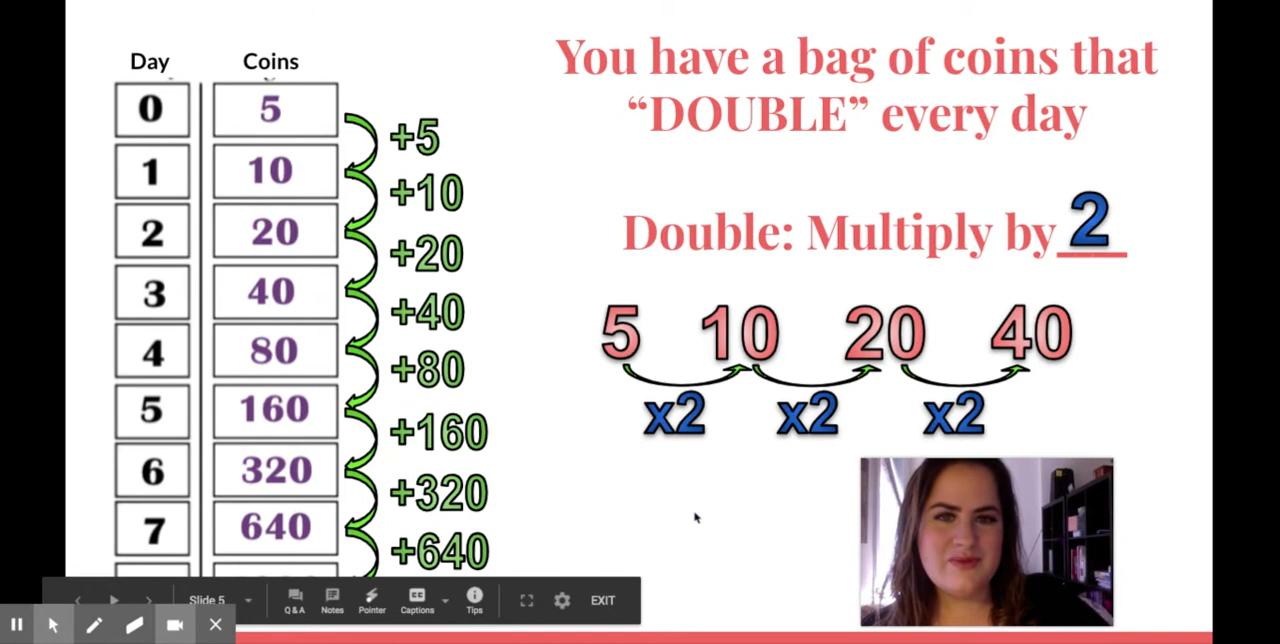 Day Coins
0 5
+5
1 10
+10
2 20
+20
3 40
+40
4 80
+80
5 160
+160
6 320
+320
7 640
+640
You have a bag of coins that
“DOUBLE” every day
Double: Multiply by 2
5 10 20 40
x2 x2 x2
Slide 5
Q&A Notes Pointer Captions Tips EXIT